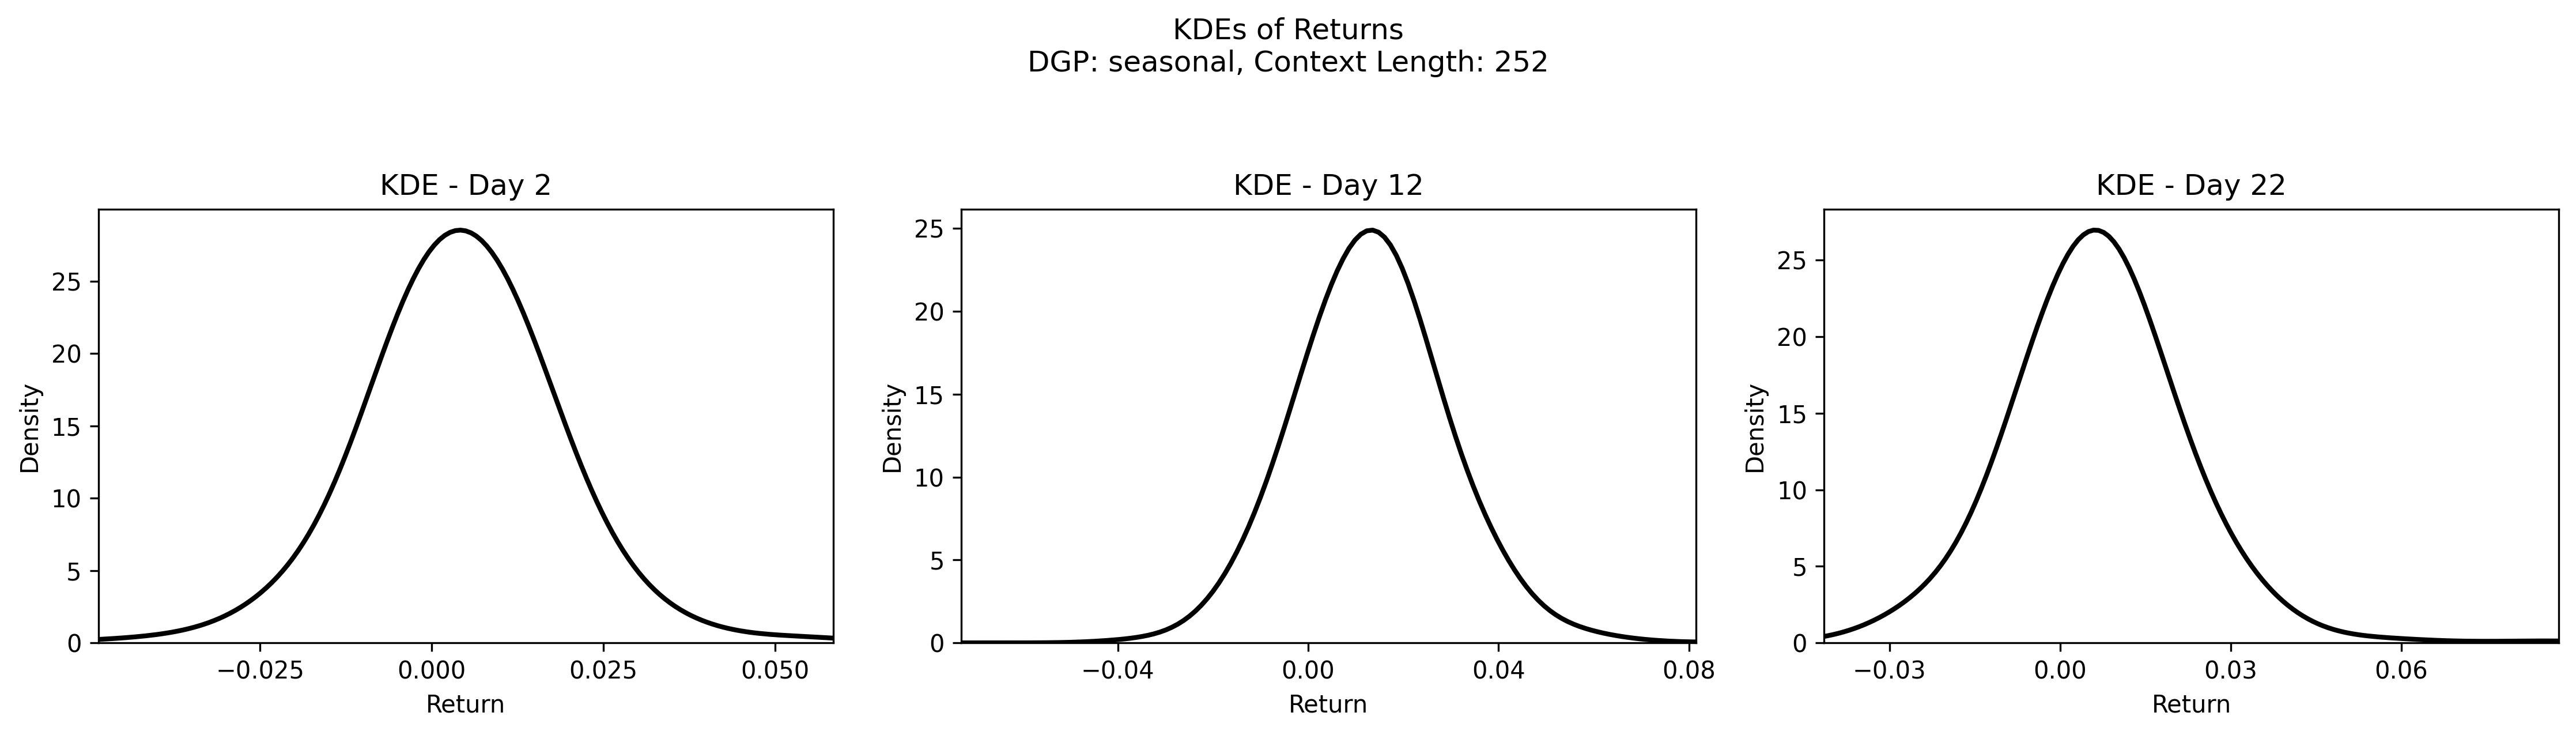 KDEs of Returns
DGP: seasonal, Context Length: 252
KDE - Day 2
Density
25
20
15
10
5
0
−0.025 0.000 0.025 0.050
Return
KDE - Day 12
Density
25
20
15
10
5
0
−0.04 0.00 0.04 0.08
Return
KDE - Day 22
Density
25
20
15
10
5
0
−0.03 0.00 0.03 0.06
Return